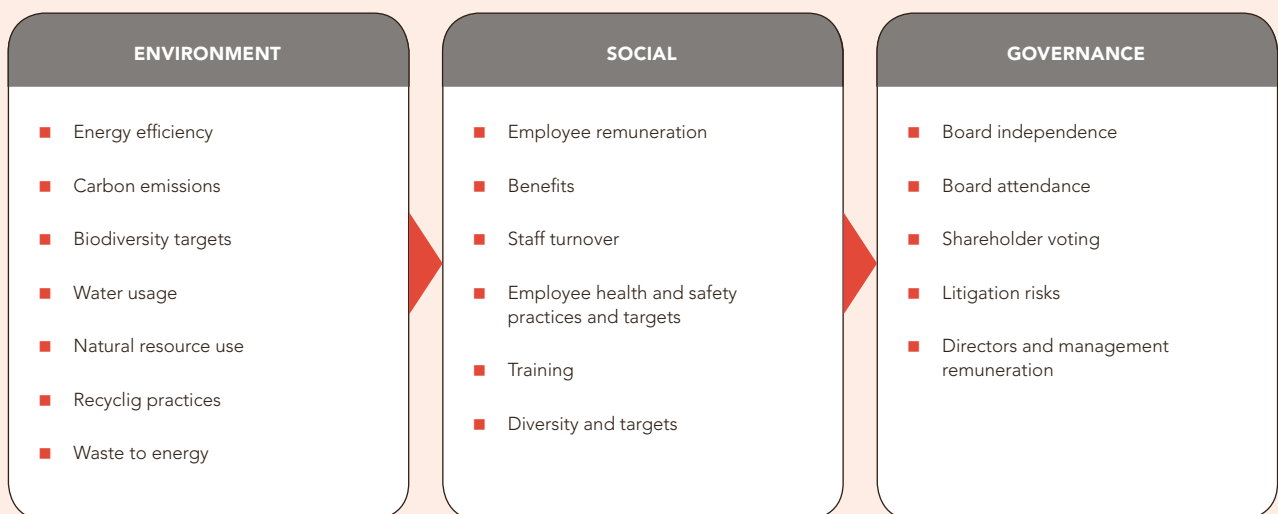 ENVIRONMENT
Energy efficiency
Carbon emissions
Biodiversity targets
Water usage
Natural resource use
Recyclig practices
Waste to energy
SOCIAL
Employee remuneration
Benefits
Staff turnover
Employee health and safety
practices and targets
Training
Diversity and targets
GOVERNANCE
Board independence
Board attendance
Shareholder voting
Litigation risks
Directors and management
remuneration